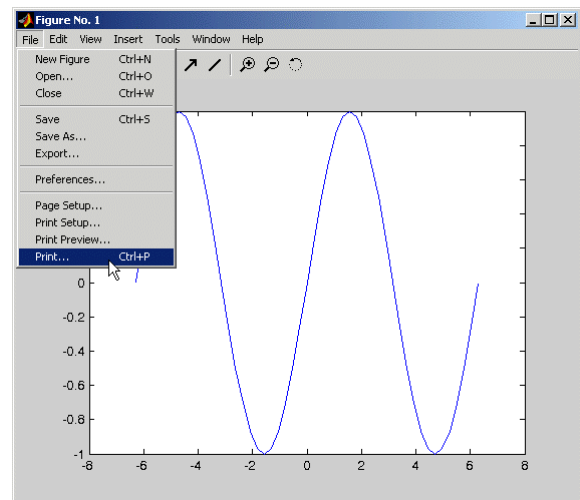 Figure No. 1
File Edit View Insert Tools Window Help
New Figure Ctrl+N
Open... Ctrl+O
Close Ctrl+W
Save Ctrl+S
Save As...
Export...
Preferences...
Page Setup...
Print Setup...
Print Preview...
Print... Ctrl+P
0
-0.2
-0.4
-0.6
-0.8
-1
-8 -6 -4 -2 0 2 4 6 8